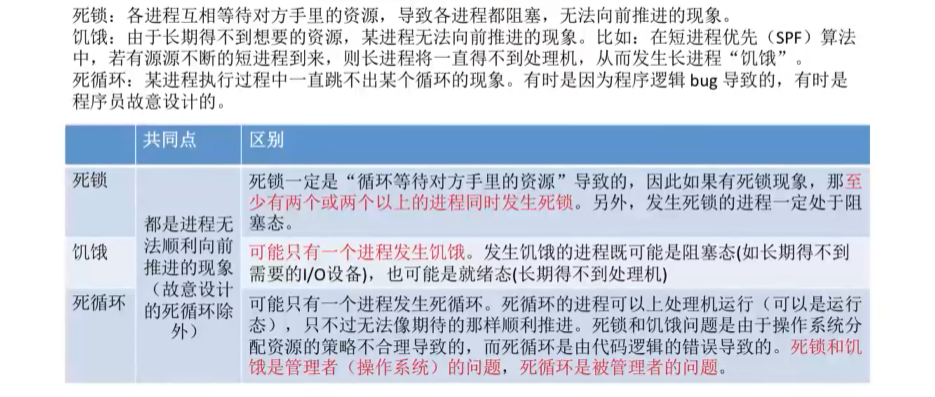 死锁：各进程互相等待对方手里的资源，导致各进程都阻塞，无法向前推进的现象。
饥饿：由于长期得不到想要的资源，某进程无法向前推进的现象。比如：在短进程优先（SPF）算法
中，若有源源不断的短进程到来，则长进程将一直得不到处理机，从而发生长进程“饥饿”。
死循环：某进程执行过程中一直跳不出某个循环的现象。有时是因为程序逻辑 bug 导致的，有时是
程序员故意设计的。
共同点
区别
死锁
都是进程无
法顺利向前
推进的现象
（故意设计
的死循环除
外）
死锁一定是“循环等待对方手里的资源”导致的，因此如果有死锁现象，那至
少有两个或两个以上的进程同时发生死锁。另外，发生死锁的进程一定处于阻
塞态。
饥饿
可能只有一个进程发生饥饿。发生饥饿的进程既可能是阻塞态(如长期得不到
需要的I/O设备)，也可能是就绪态(长期得不到处理机)
死循环
可能只有一个进程发生死循环。死循环的进程可以上处理机运行（可以是运行
态），只不过无法像期待的那样顺利推进。死锁和饥饿问题是由于操作系统分
配资源的策略不合理导致的，而死循环是由代码逻辑的错误导致的。死锁和饥
饿是管理者（操作系统）的问题，死循环是被管理者的问题。